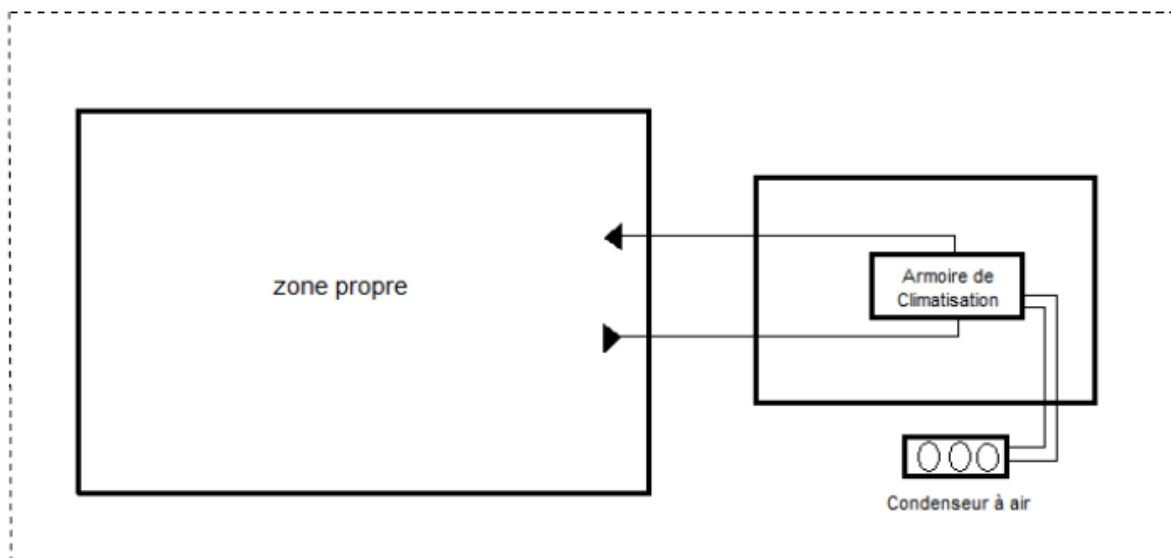 zone propre
Armoire de
Climatisation
Condenseur à air